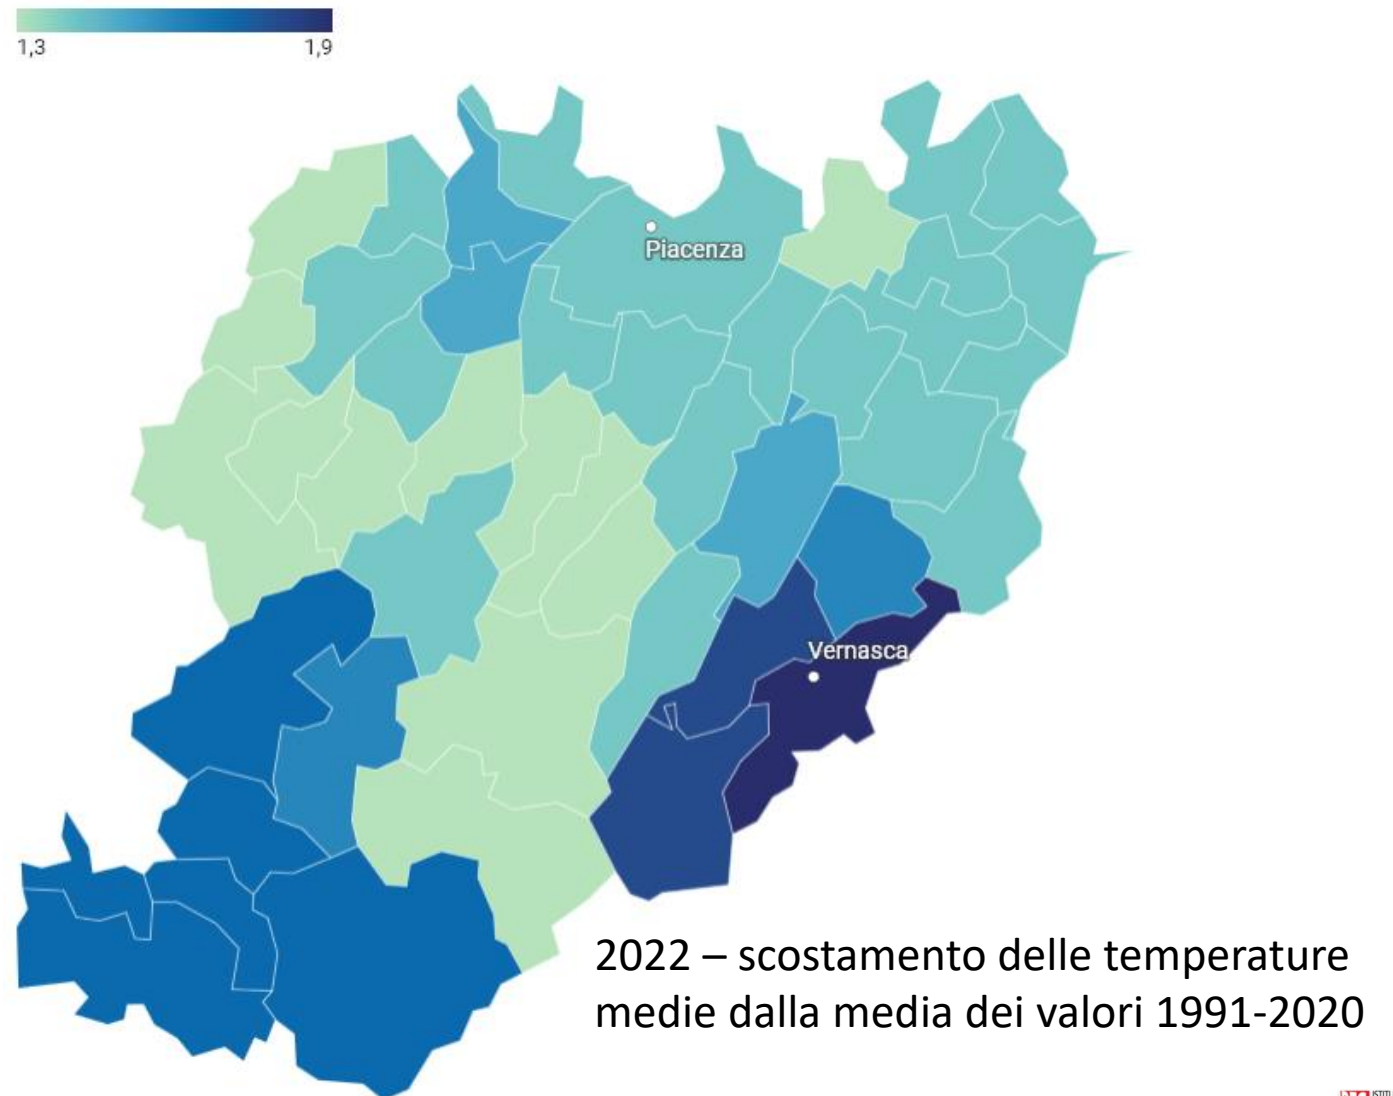 1,3 1,9
Piacenza
Vernasca
2022 – scostamento delle temperature
medie dalla media dei valori 1991-2020